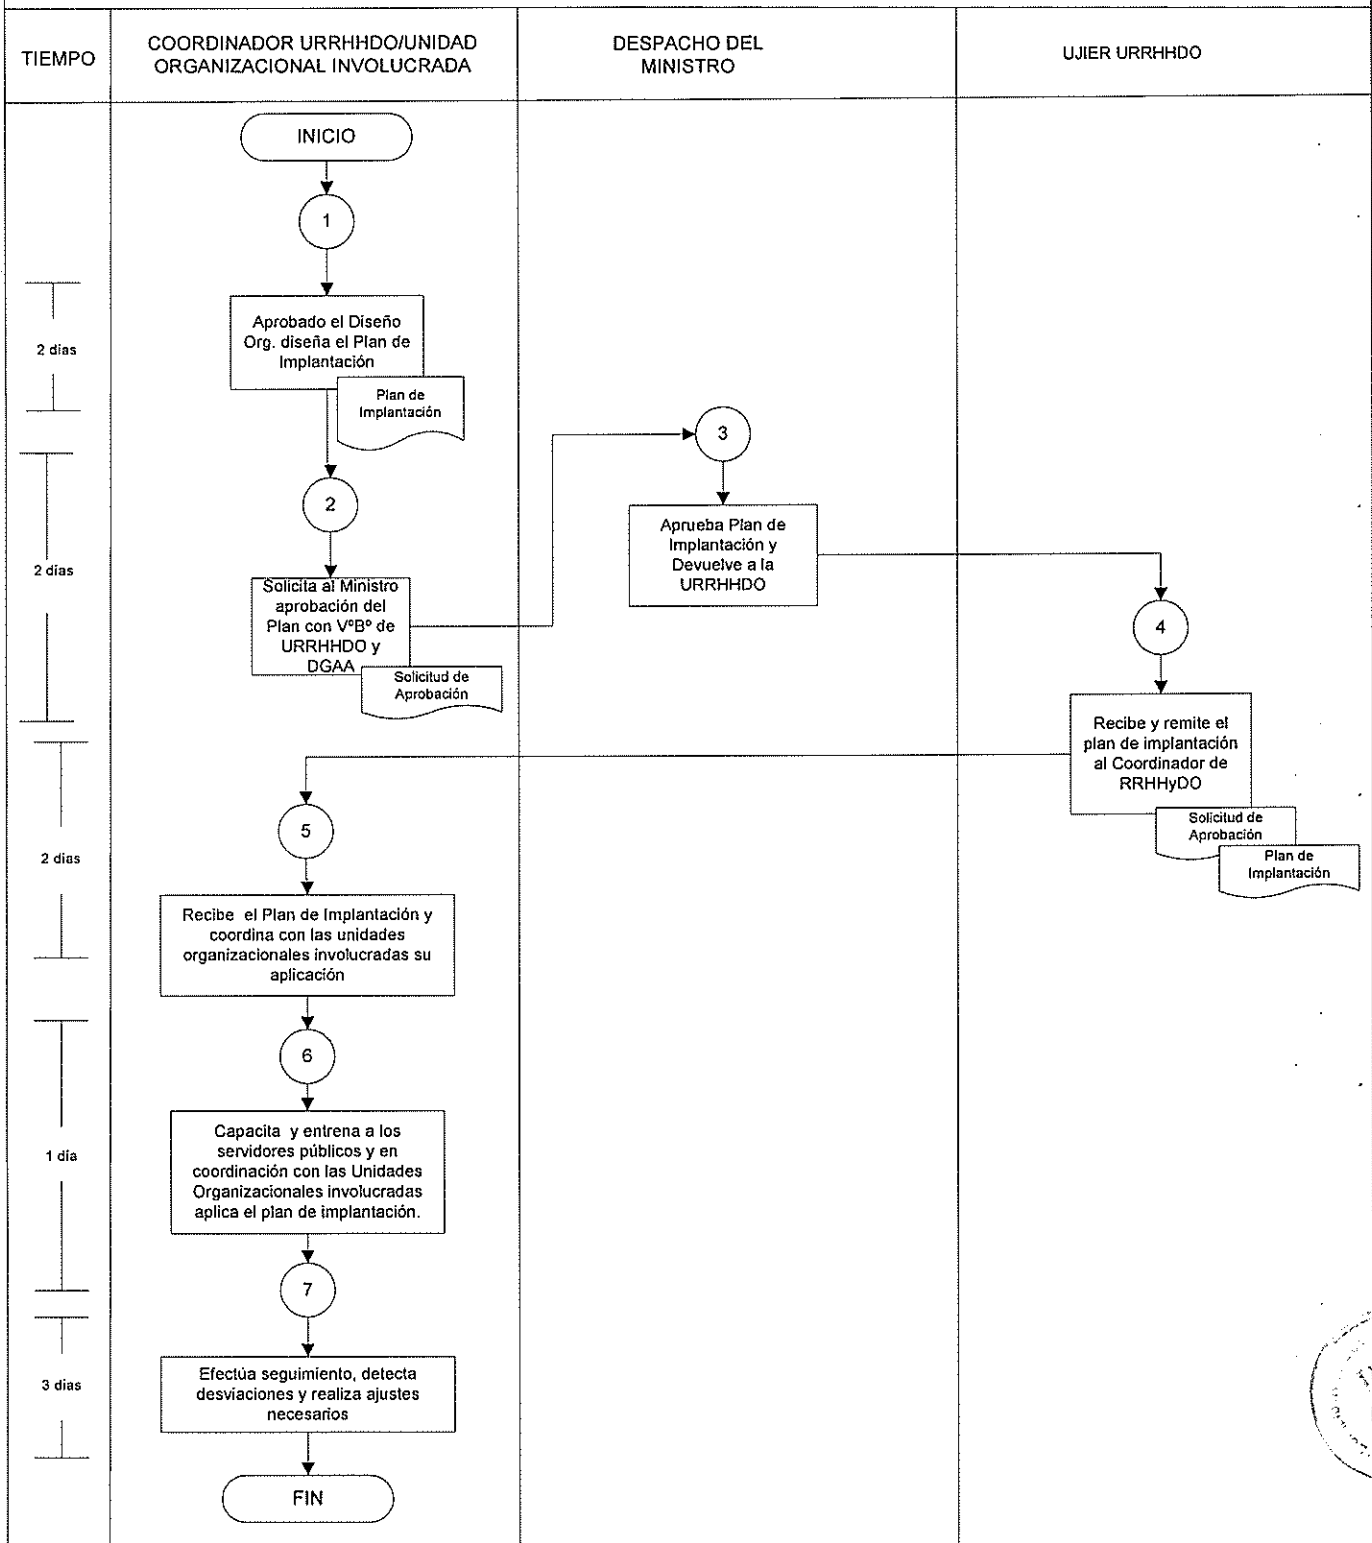 TIEMPO
COORDINADOR URRHHDO/UNIDAD
ORGANIZACIONAL INVOLUCRADA
DESPACHO DEL
MINISTRO
UJIER URRHHDO
INICIO
1
2 días
Aprobado el Diseño
Org. diseña el Plan de
Implantación
Plan de
Implantación
2
2 días
Solicita al Ministro
aprobación del
Plan con VºBº de
URRHHDO y
DGAA
Solicitud de
Aprobación
3
Aprueba Plan de
Implantación y
Devuelve a la
URRHHDO
4
Recibe y remite el
plan de implantación
al Coordinador de
RRHHyDO
Solicitud de
Aprobación
Plan de
Implantación
2 días
5
Recibe el Plan de Implantación y
coordina con las unidades
organizacionales involucradas su
aplicación
6
1 día
Capacita y entrena a los
servidores públicos y en
coordinación con las Unidades
Organizacionales involucradas
aplica el plan de implantación.
7
3 días
Efectúa seguimiento, detecta
desviaciones y realiza ajustes
necesarios
FIN